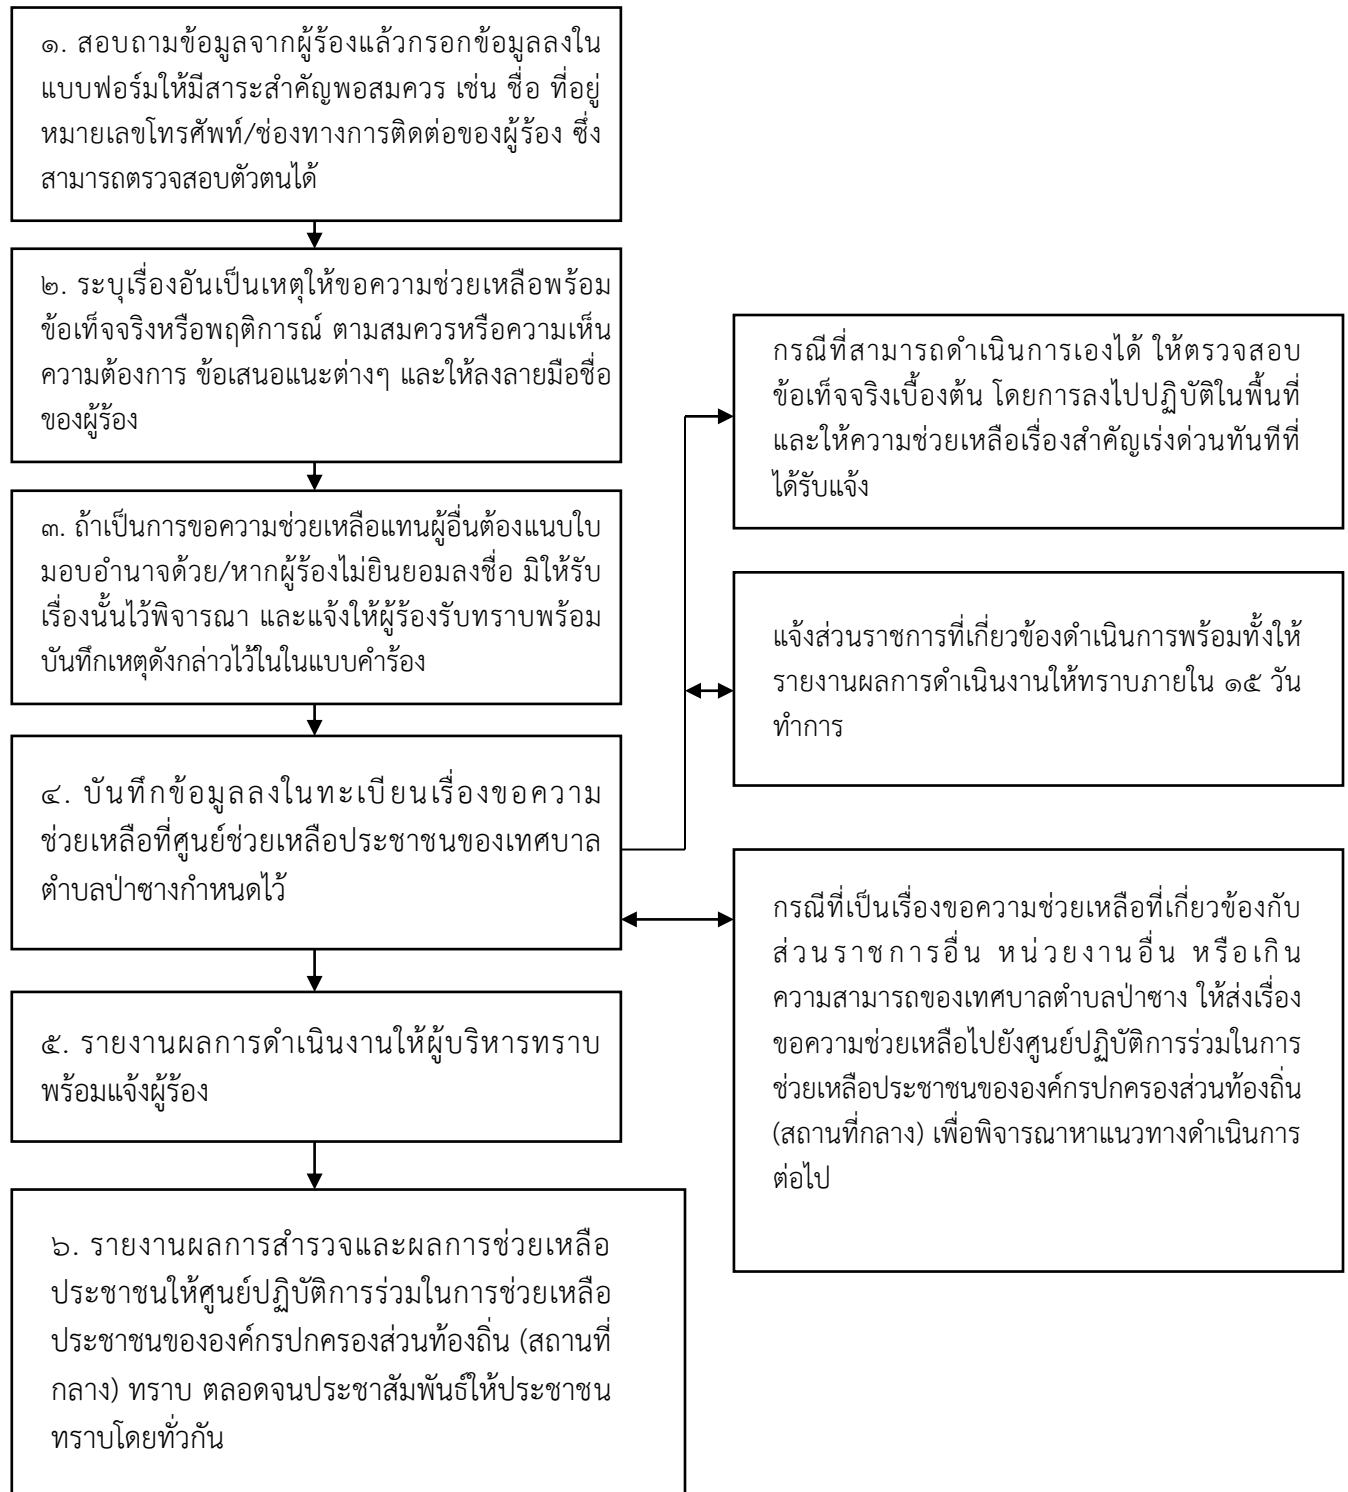 ๑. สอบถามข้อมูลจากผู้ร้องแล้วกรอกข้อมูลลงใน
แบบฟอร์มให้มีสาระสำคัญพอสมควร เช่น ชื่อ ที่อยู่
หมายเลขโทรศัพท์/ช่องทางการติดต่อของผู้ร้อง ซึ่ง
สามารถตรวจสอบตัวตนได้
๒. ระบุเรื่องอันเป็นเหตุให้ขอความช่วยเหลือพร้อม
ข้อเท็จจริงหรือพฤติการณ์ ตามสมควรหรือความเห็น
ความต้องการ ข้อเสนอแนะต่างๆ และให้ลงลายมือชื่อ
ของผู้ร้อง
๓. ถ้าเป็นการขอความช่วยเหลือแทนผู้อื่นต้องแนบใบ
มอบอำนาจด้วย/หากผู้ร้องไม่ยินยอมลงชื่อ มิให้รับ
เรื่องนั้นไว้พิจารณา และแจ้งให้ผู้ร้องรับทราบพร้อม
บันทึกเหตุดังกล่าวไว้ในในแบบคำร้อง
๔. บันทึกข้อมูลลงในทะเบียนเรื่องขอความ
ช่วยเหลือที่ศูนย์ช่วยเหลือประชาชนของเทศบาล
ตำบลป่าซางกำหนดไว้
๕. รายงานผลการดำเนินงานให้ผู้บริหารทราบ
พร้อมแจ้งผู้ร้อง
๖. รายงานผลการสำรวจและผลการช่วยเหลือ
ประชาชนให้ศูนย์ปฏิบัติการร่วมในการช่วยเหลือ
ประชาชนขององค์กรปกครองส่วนท้องถิ่น (สถานที่
กลาง) ทราบ ตลอดจนประชาสัมพันธ์ให้ประชาชน
ทราบโดยทั่วกัน
กรณีที่สามารถดำเนินการเองได้ ให้ตรวจสอบ
ข้อเท็จจริงเบื้องต้น โดยการลงไปปฏิบัติในพื้นที่
และให้ความช่วยเหลือเรื่องสำคัญเร่งด่วนทันทีที่
ได้รับแจ้ง
แจ้งส่วนราชการที่เกี่ยวข้องดำเนินการพร้อมทั้งให้
รายงานผลการดำเนินงานให้ทราบภายใน ๑๕ วัน
ทำการ
กรณีที่เป็นเรื่องขอความช่วยเหลือที่เกี่ยวข้องกับ
ส่วนราชการอื่น หน่วยงานอื่น หรือเกิน
ความสามารถของเทศบาลตำบลป่าซาง ให้ส่งเรื่อง
ขอความช่วยเหลือไปยังศูนย์ปฏิบัติการร่วมในการ
ช่วยเหลือประชาชนขององค์กรปกครองส่วนท้องถิ่น
(สถานที่กลาง) เพื่อพิจารณาหาแนวทางดำเนินการ
ต่อไป